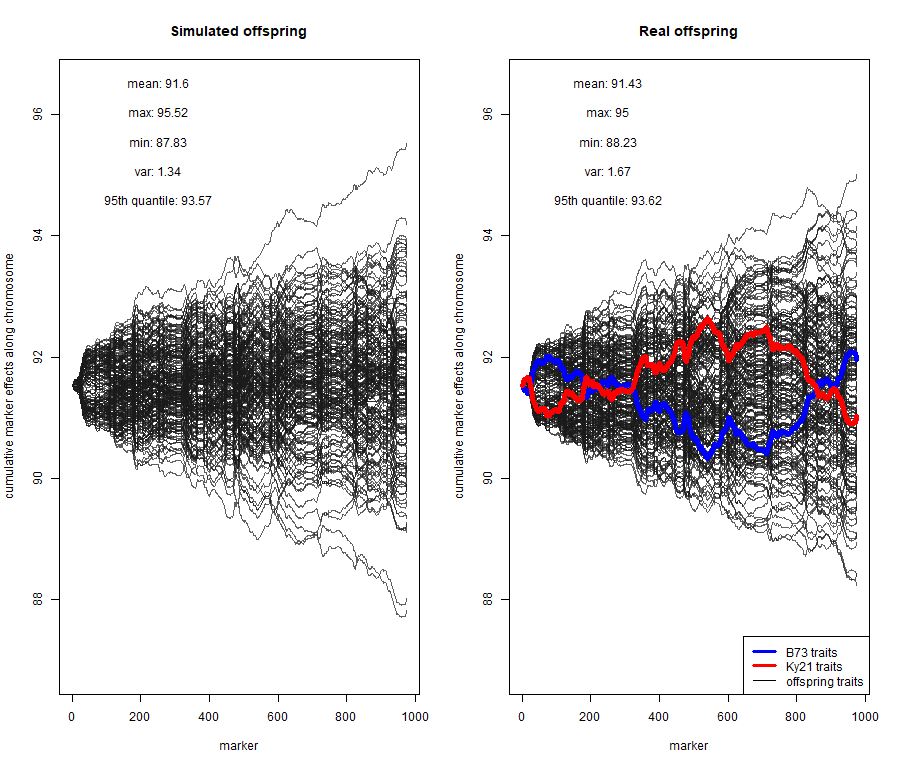 Simulated offspring
mean: 91.6
max: 95.52
min: 87.83
var: 1.34
95th quantile: 93.57
cumulative marker effects along chromosome
96
94
92
90
88
0 200 400 600 800 1000
marker
Real offspring
mean: 91.43
max: 95
min: 88.23
var: 1.67
95th quantile: 93.62
cumulative marker effects along chromosome
96
94
92
90
88
B73 traits
Ky21 traits
offspring traits
0 200 400 600 800 1000
marker